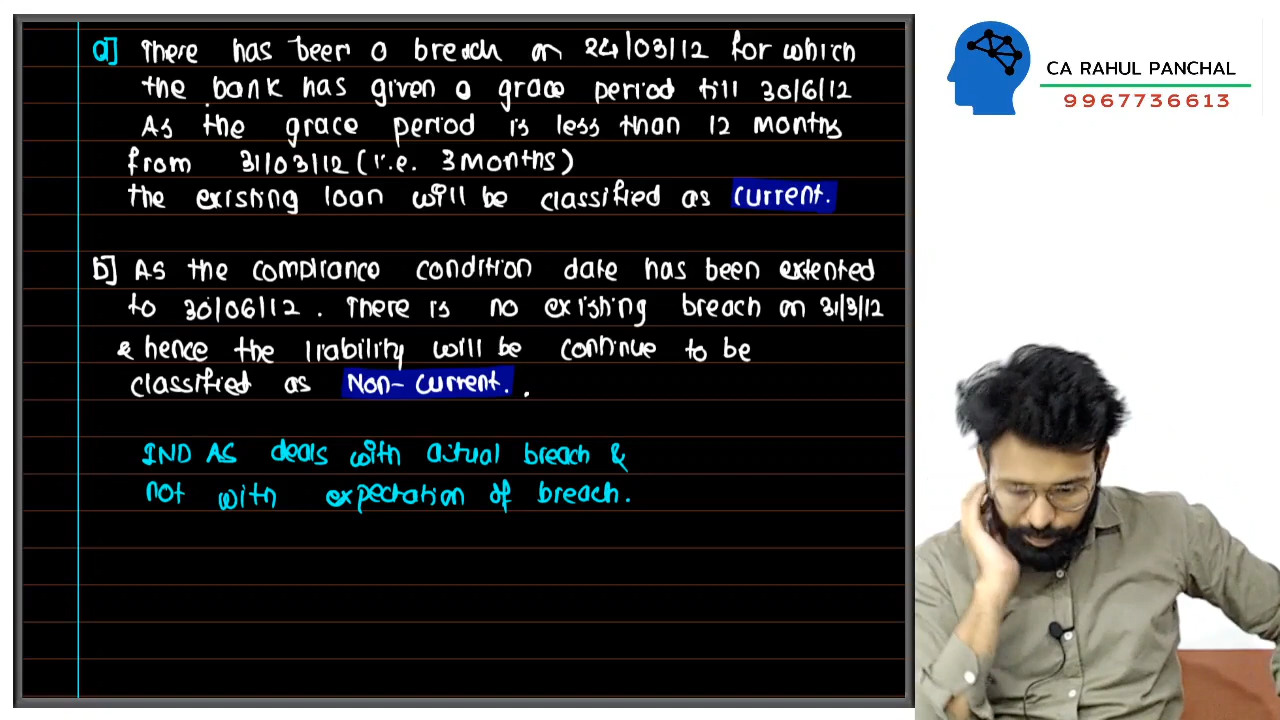 a] There has been a breach on 24/03/12 for which
the bank has given a grace period till 30/6/12
As the grace period is less than 12 months
from 31/03/12 (i.e. 3 months)
The existing loan will be classified as current.
b] As the compliance condition date has been extented
to 30/06/12. There is no existing breach on 31/3/12
& hence the liability will be continue to be
classified as Non-current. .
IND AS deals with actual breach &
not with expectation of breach.
CA RAHUL PANCHAL
9967736613